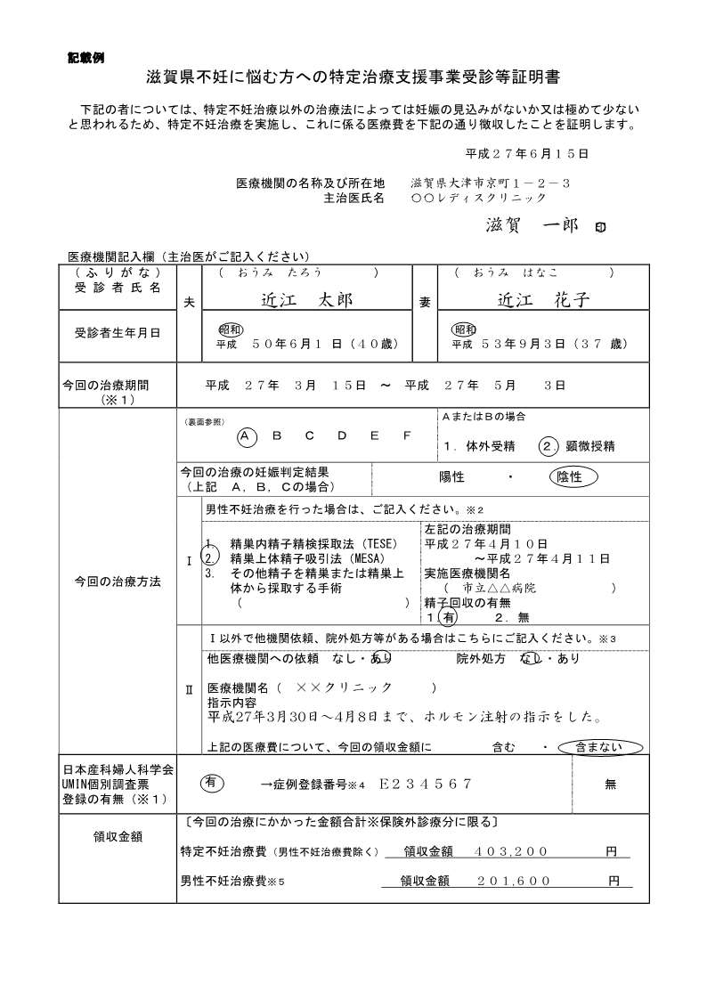 記載例
滋賀県不妊に悩む方への特定治療支援事業受診等証明書
下記の者については、特定不妊治療以外の治療法によっては妊娠の見込みがないか又は極めて少ない
と思われるため、特定不妊治療を実施し、これに係る医療費を下記の通り徴収したことを証明します。
平成27年6月15日
医療機関の名称及び所在地 滋賀県大津市京町1－2－3
主治医氏名 〇〇レディスクリニック
滋賀 一郎 印
医療機関記入欄（主治医がご記入ください）
（ふりがな） （ おうみ たろう ） （ おうみ はなこ ）
受診者氏名 夫 近江 太郎 妻 近江 花子
昭和 昭和
受診者生年月日 平成 50年6月1日（40歳） 平成 53年9月3日（37歳）
今回の治療期間 平成 27年 3月 15日 ～ 平成 27年 5月 3日
（※1）
（裏面参照） AまたはBの場合
A B C D E F
1．体外受精 2．顕微授精
今回の治療の妊娠判定結果 陽性 ・ 陰性
（上記 A，B，Cの場合）
男性不妊治療を行った場合は、ご記入ください。※2
今回の治療方法
Ⅰ
1. 精巣内精子精検採取法（TESE）
2. 精巣上体精子吸引法（MESA）
3. その他精子を精巣または精巣上
体から採取する手術
（ ）
左記の治療期間
平成27年4月10日
～平成27年4月11日
実施医療機関名
（ 市立△△病院 ）
精子回収の有無
1.有 2．無
Ⅰ以外で他機関依頼、院外処方等がある場合はこちらにご記入ください。※3
他医療機関への依頼 なし・あり 院外処方 なし・あり
Ⅱ 医療機関名（ ××クリニック ）
指示内容
平成27年3月30日～4月8日まで、ホルモン注射の指示をした。
上記の医療費について、今回の領収金額に 含む ・ 含まない
日本産科婦人科学会
UMIN個別調査票 有 →症例登録番号※4 E234567 無
登録の有無（※1）
〔今回の治療にかかった金額合計※保険外診療分に限る〕
領収金額
特定不妊治療費（男性不妊治療費除く） 領収金額 403,200 円
男性不妊治療費※5 領収金額 201,600 円